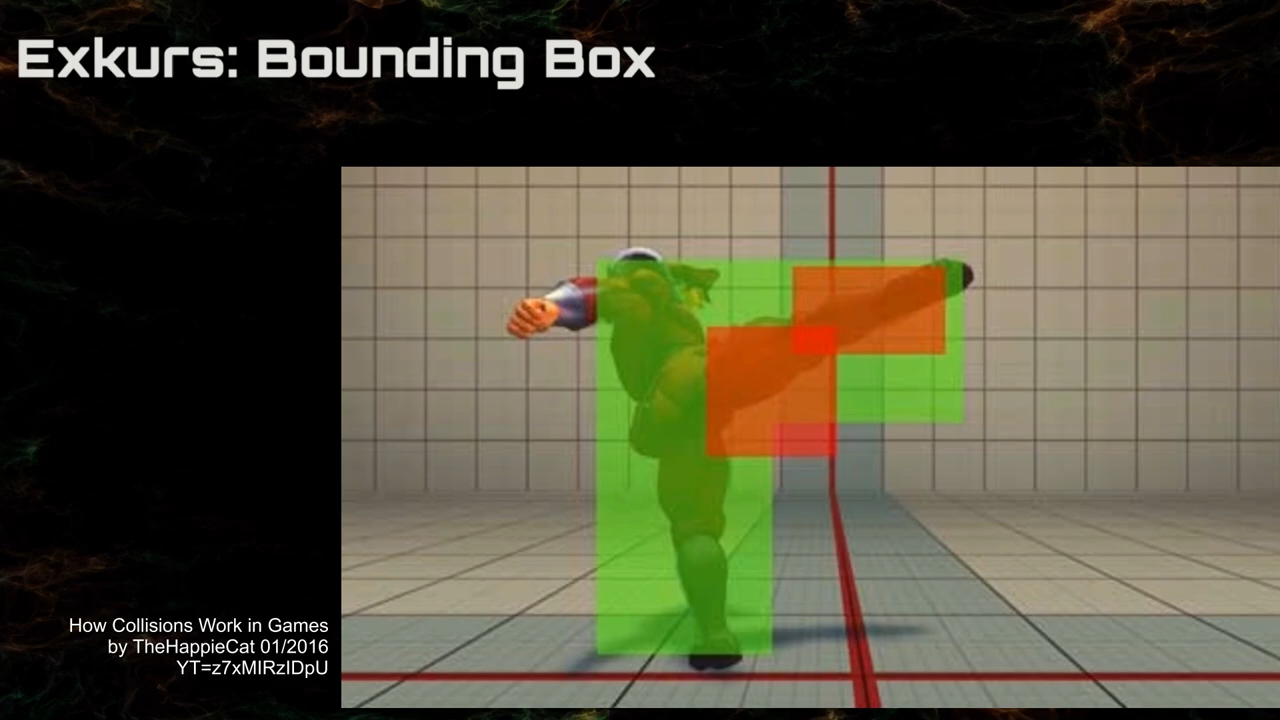 Exkurs: Bounding Box
How Collisions Work in Games
by TheHappieCat 01/2016
YT=z7xMIRzIDpU